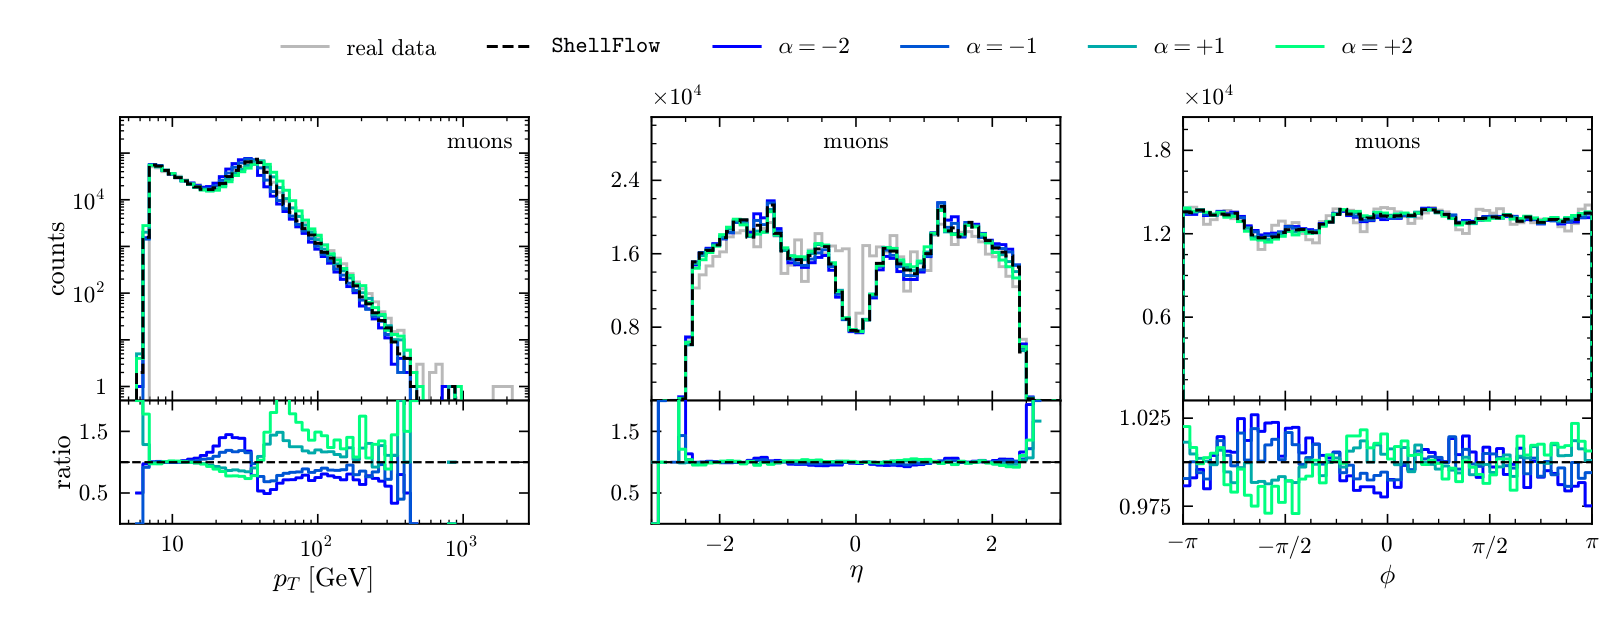 real data ShellFlow α = −2 α = −1 α = +1 α = +2
×10⁴ ×10⁴
muons muons muons
counts
10⁴
10²
1
2.4
1.6
0.8
1.8
1.2
0.6
ratio
1.5
0.5
1.5
0.5
1.025
0.975
10 10² 10³
−2 0 2
−π −π/2 0 π/2 π
p_T [GeV] η ϕ